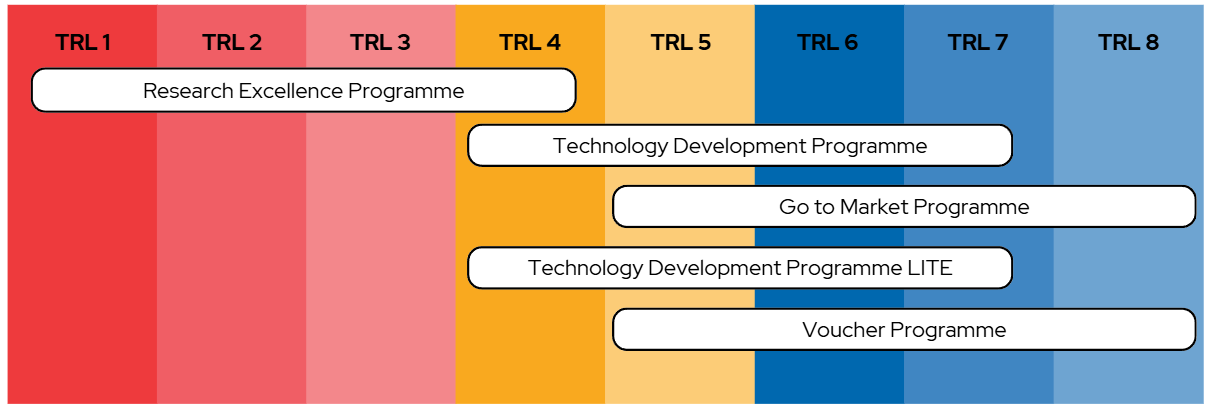 TRL 1 TRL 2 TRL 3 TRL 4 TRL 5 TRL 6 TRL 7 TRL 8
Research Excellence Programme
Technology Development Programme
Go to Market Programme
Technology Development Programme LITE
Voucher Programme